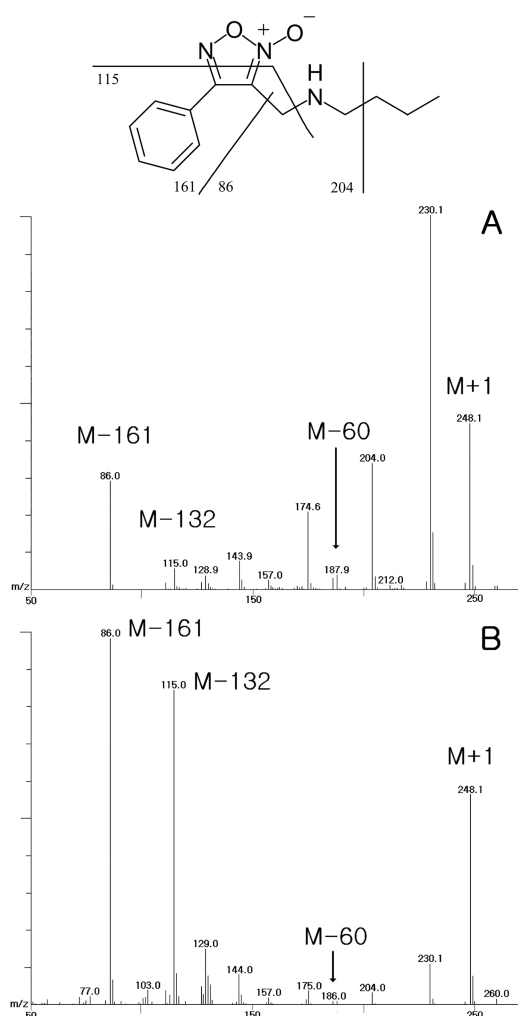 O
N
N
+
O
−
H
N
115
161 86
204
A
230.1
M+1
248.1
M-161
M-60
86.0
204.0
174.6
M-132
143.9
115.0
128.9
187.9
157.0
212.0
m/z
50
150
250
86.0
M-161
B
115.0
M-132
M+1
248.1
129.0
M-60
144.0
230.1
77.0
103.0
157.0
175.0
186.0
204.0
260.0
m/z
50
150
250